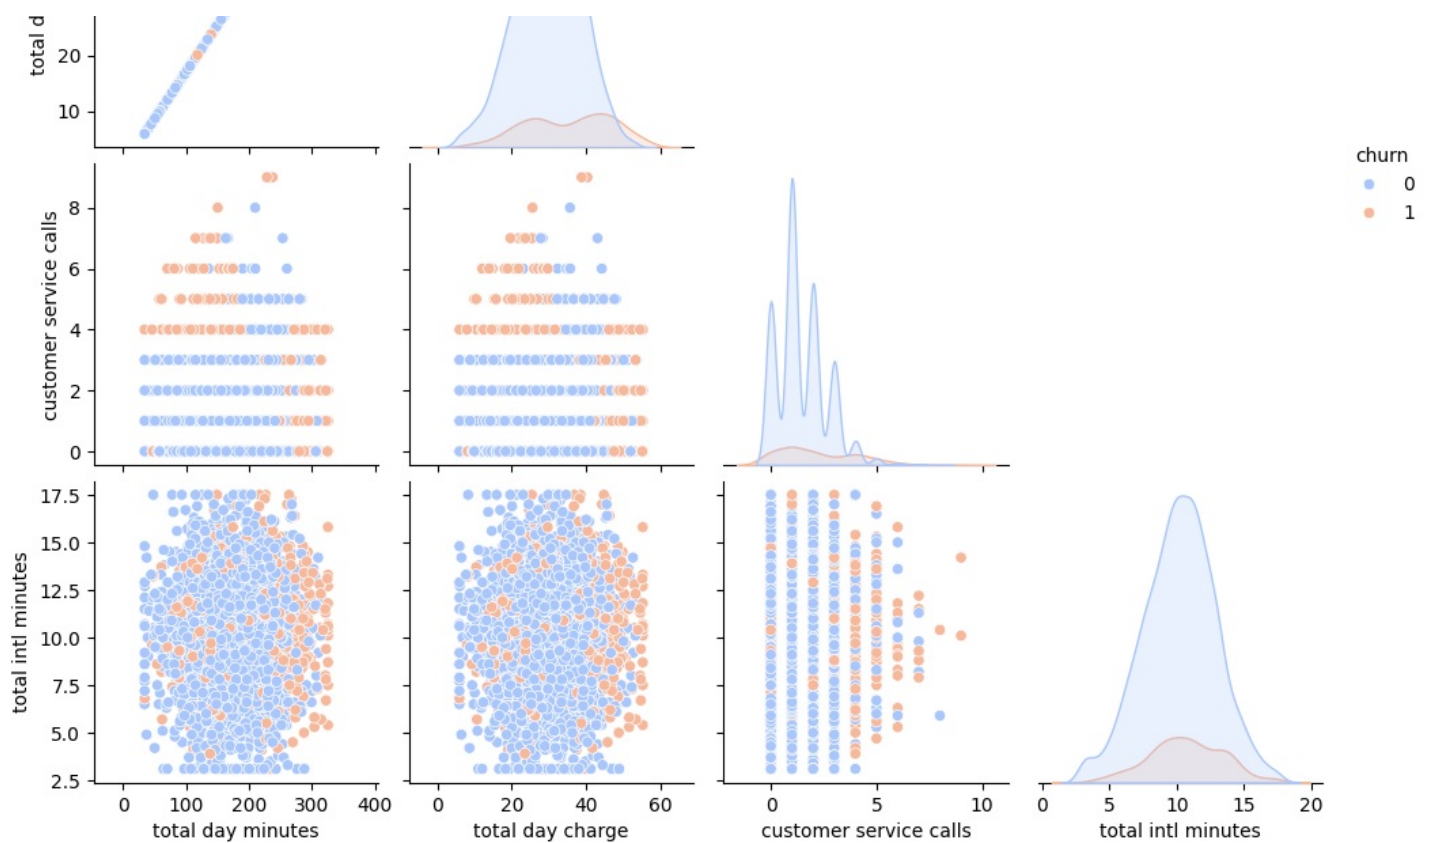 total d
20
10
churn
0
1
customer service calls
8
6
4
2
0
total intl minutes
17.5
15.0
12.5
10.0
7.5
5.0
2.5
0 100 200 300 400
0 20 40 60
0 5 10
0 5 10 15 20
total day minutes
total day charge
customer service calls
total intl minutes